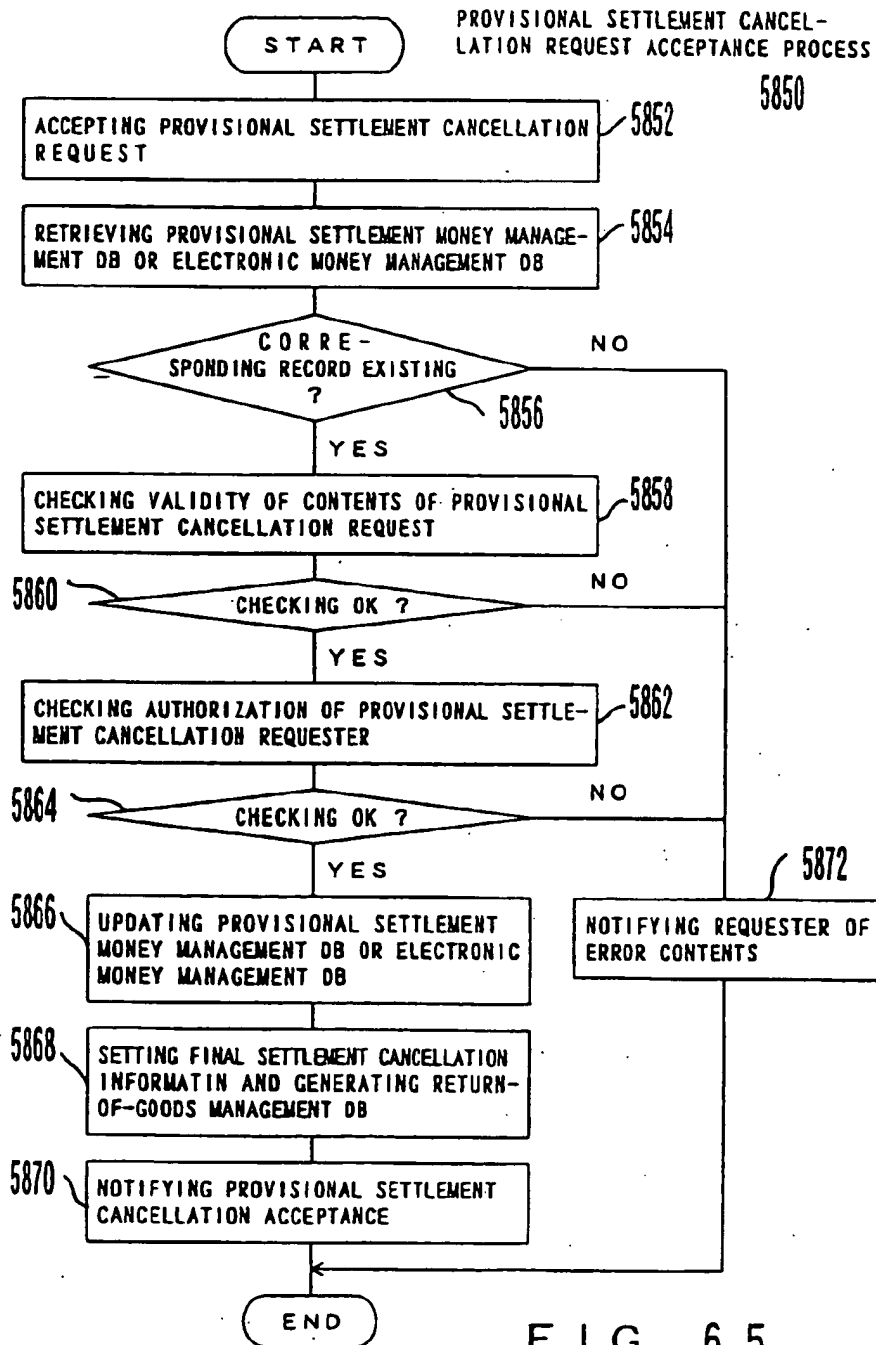 PROVISIONAL SETTLEMENT CANCEL-
LATION REQUEST ACCEPTANCE PROCESS
5850
START
ACCEPTING PROVISIONAL SETTLEMENT CANCELLATION
REQUEST
5852
RETRIEVING PROVISIONAL SETTLEMENT MONEY MANAGE-
MENT DB OR ELECTRONIC MONEY MANAGEMENT DB
5854
CORRE-
SPONDING RECORD EXISTING
?
NO
5856
YES
CHECKING VALIDITY OF CONTENTS OF PROVISIONAL
SETTLEMENT CANCELLATION REQUEST
5858
5860
CHECKING OK ?
NO
YES
CHECKING AUTHORIZATION OF PROVISIONAL SETTLE-
MENT CANCELLATION REQUESTER
5862
5864
CHECKING OK ?
NO
YES
5866
UPDATING PROVISIONAL SETTLEMENT
MONEY MANAGEMENT DB OR ELECTRONIC
MONEY MANAGEMENT DB
5872
NOTIFYING REQUESTER OF
ERROR CONTENTS
5868
SETTING FINAL SETTLEMENT CANCELLATION
INFORMATIN AND GENERATING RETURN-
OF-GOODS MANAGEMENT DB
5870
NOTIFYING PROVISIONAL SETTLEMENT
CANCELLATION ACCEPTANCE
END
FIG. 65